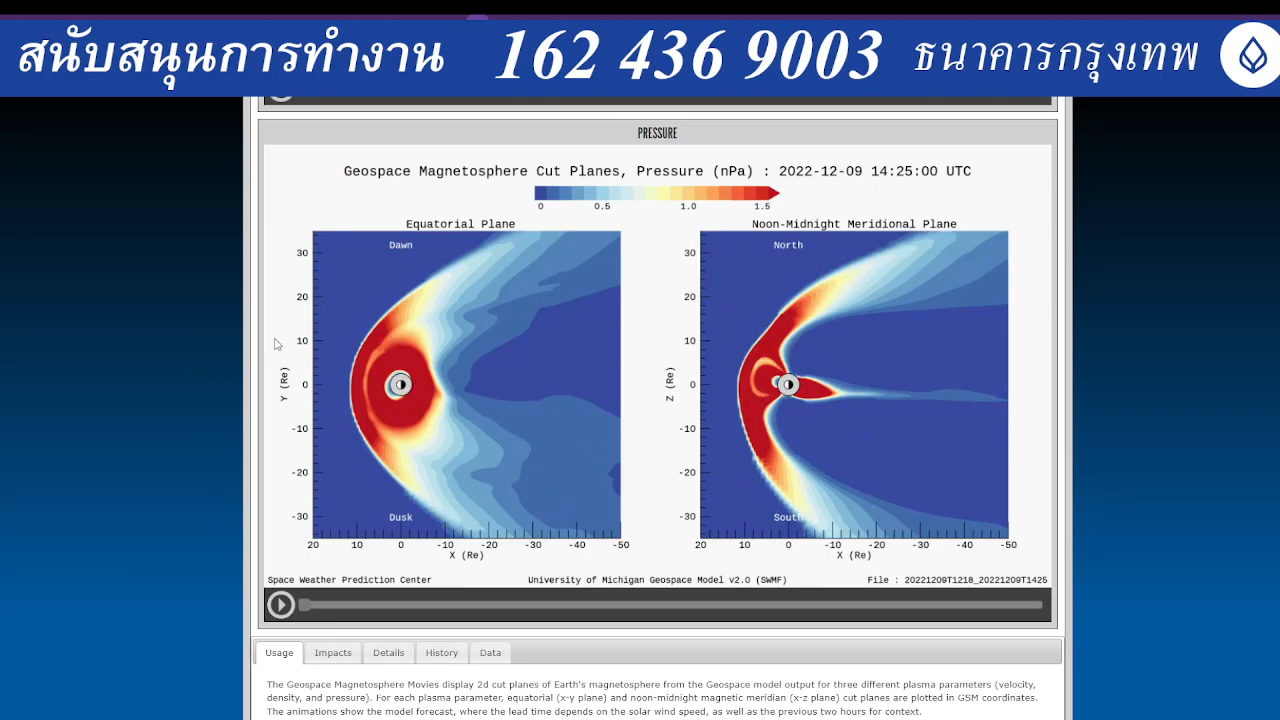 สนับสนุนการทำงาน 162 436 9003 ธนาคารกรุงเทพ
PRESSURE
Geospace Magnetosphere Cut Planes, Pressure (nPa) : 2022-12-09 14:25:00 UTC
0 0.5 1.0 1.5
Equatorial Plane Noon-Midnight Meridional Plane
Dawn North
30 30
20 20
10 10
Y (Re) Z (Re)
0 0
-10 -10
-20 -20
-30 -30
Dusk South
20 10 0 -10 -20 -30 -40 -50 20 10 0 -10 -20 -30 -40 -50
X (Re) X (Re)
Space Weather Prediction Center University of Michigan Geospace Model v2.0 (SWMF) File : 20221209T1218_20221209T1425
Usage Impacts Details History Data
The Geospace Magnetosphere Movies display 2d cut planes of Earth's magnetosphere from the Geospace model output for three different plasma parameters (velocity,
density, and pressure). For each plasma parameter, equatorial (x-y plane) and noon-midnight magnetic meridian (x-z plane) cut planes are plotted in GSM coordinates.
The animations show the model forecast, where the lead time depends on the solar wind speed, as well as the previous two hours for context.